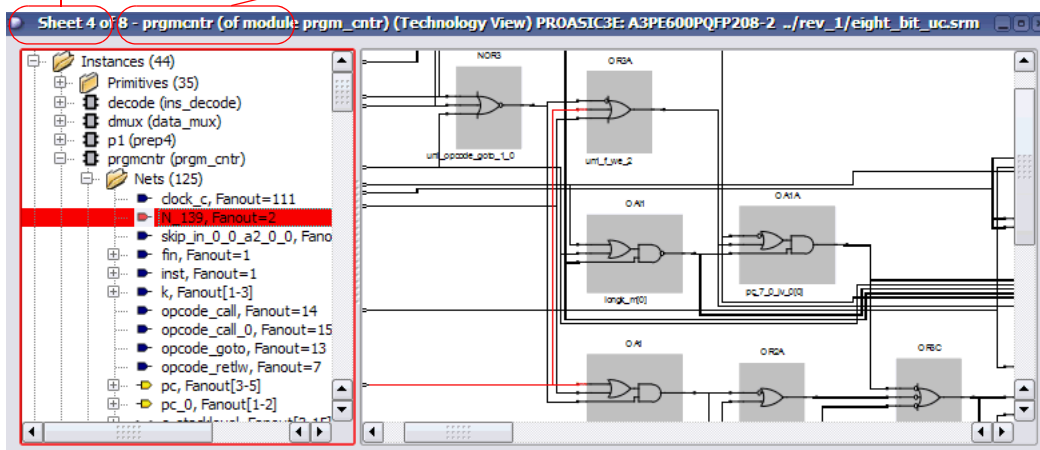 Sheet 4 of 8 - prgmcntr (of module prgm_cntr) (Technology View) PROASIC3E: A3PE600PQFP208-2 ../rev_1/eight_bit_uc.srm
Instances (44)
Primitives (35)
decode (ins_decode)
dmux (data_mux)
p1 (prep4)
prgmcntr (prgm_cntr)
Nets (125)
clock_c, Fanout=111
N_139, Fanout=2
skip_in_0_0_a2_0_0, Fano
fin, Fanout=1
inst, Fanout=1
k, Fanout[1-3]
opcode_call, Fanout=14
opcode_call_0, Fanout=15
opcode_goto, Fanout=13
opcode_retlw, Fanout=7
pc, Fanout[3-5]
pc_0, Fanout[1-2]
NOR3
OR3A
un1_opcode_goto_1_0
un1_f_we_2
OAI1
OA1A
longk_m[0]
pc_7_0_iv_0[0]
OA1
OR2A
OR3C